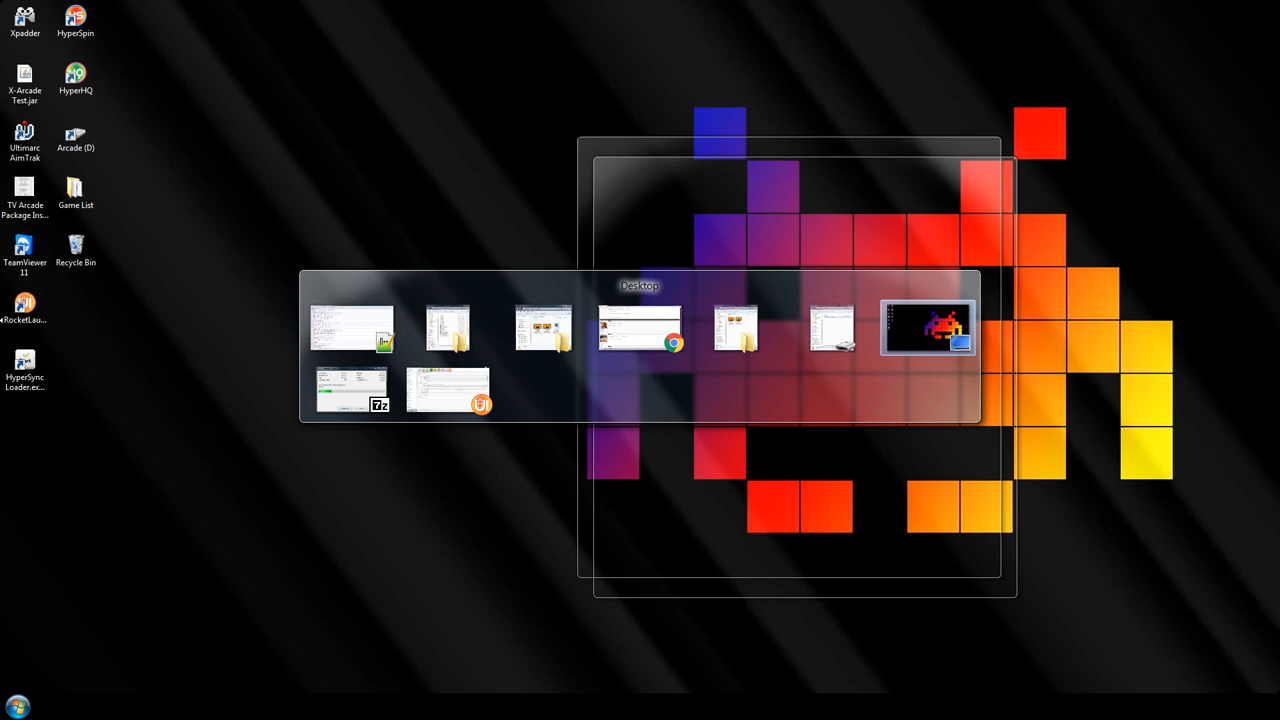 Xpadder
HyperSpin
X-Arcade
Test.jar
HyperHQ
Ultimarc
AimTrak
Arcade (D)
TV Arcade
Package Ins...
Game List
TeamViewer
11
Recycle Bin
RocketLau...
HyperSync
Loader.ex...
Desktop
7z